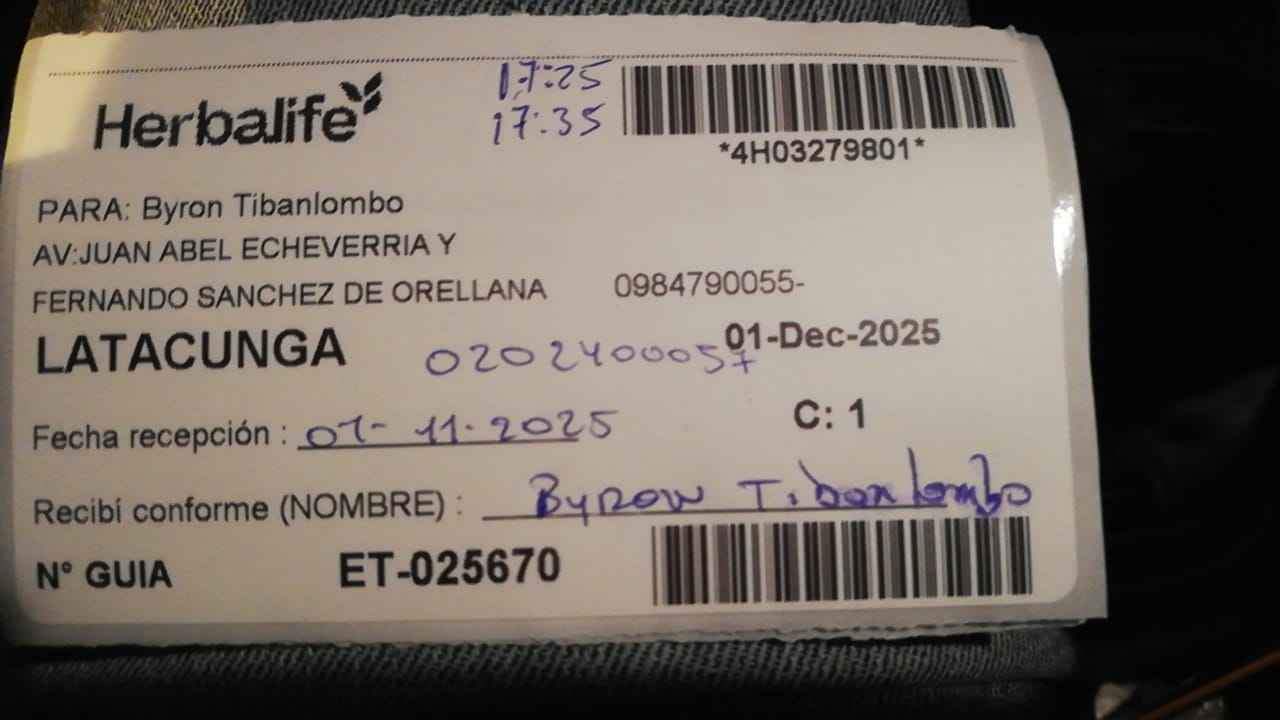 Herbalife
17:25
17:35
*4H03279801*
PARA: Byron Tibanlombo
AV:JUAN ABEL ECHEVERRIA Y
FERNANDO SANCHEZ DE ORELLANA 0984790055-
LATACUNGA 0202400057 01-Dec-2025
Fecha recepción : 01-11-2025
C: 1
Recibí conforme (NOMBRE) : Byron Tibanlombo
N° GUIA ET-025670